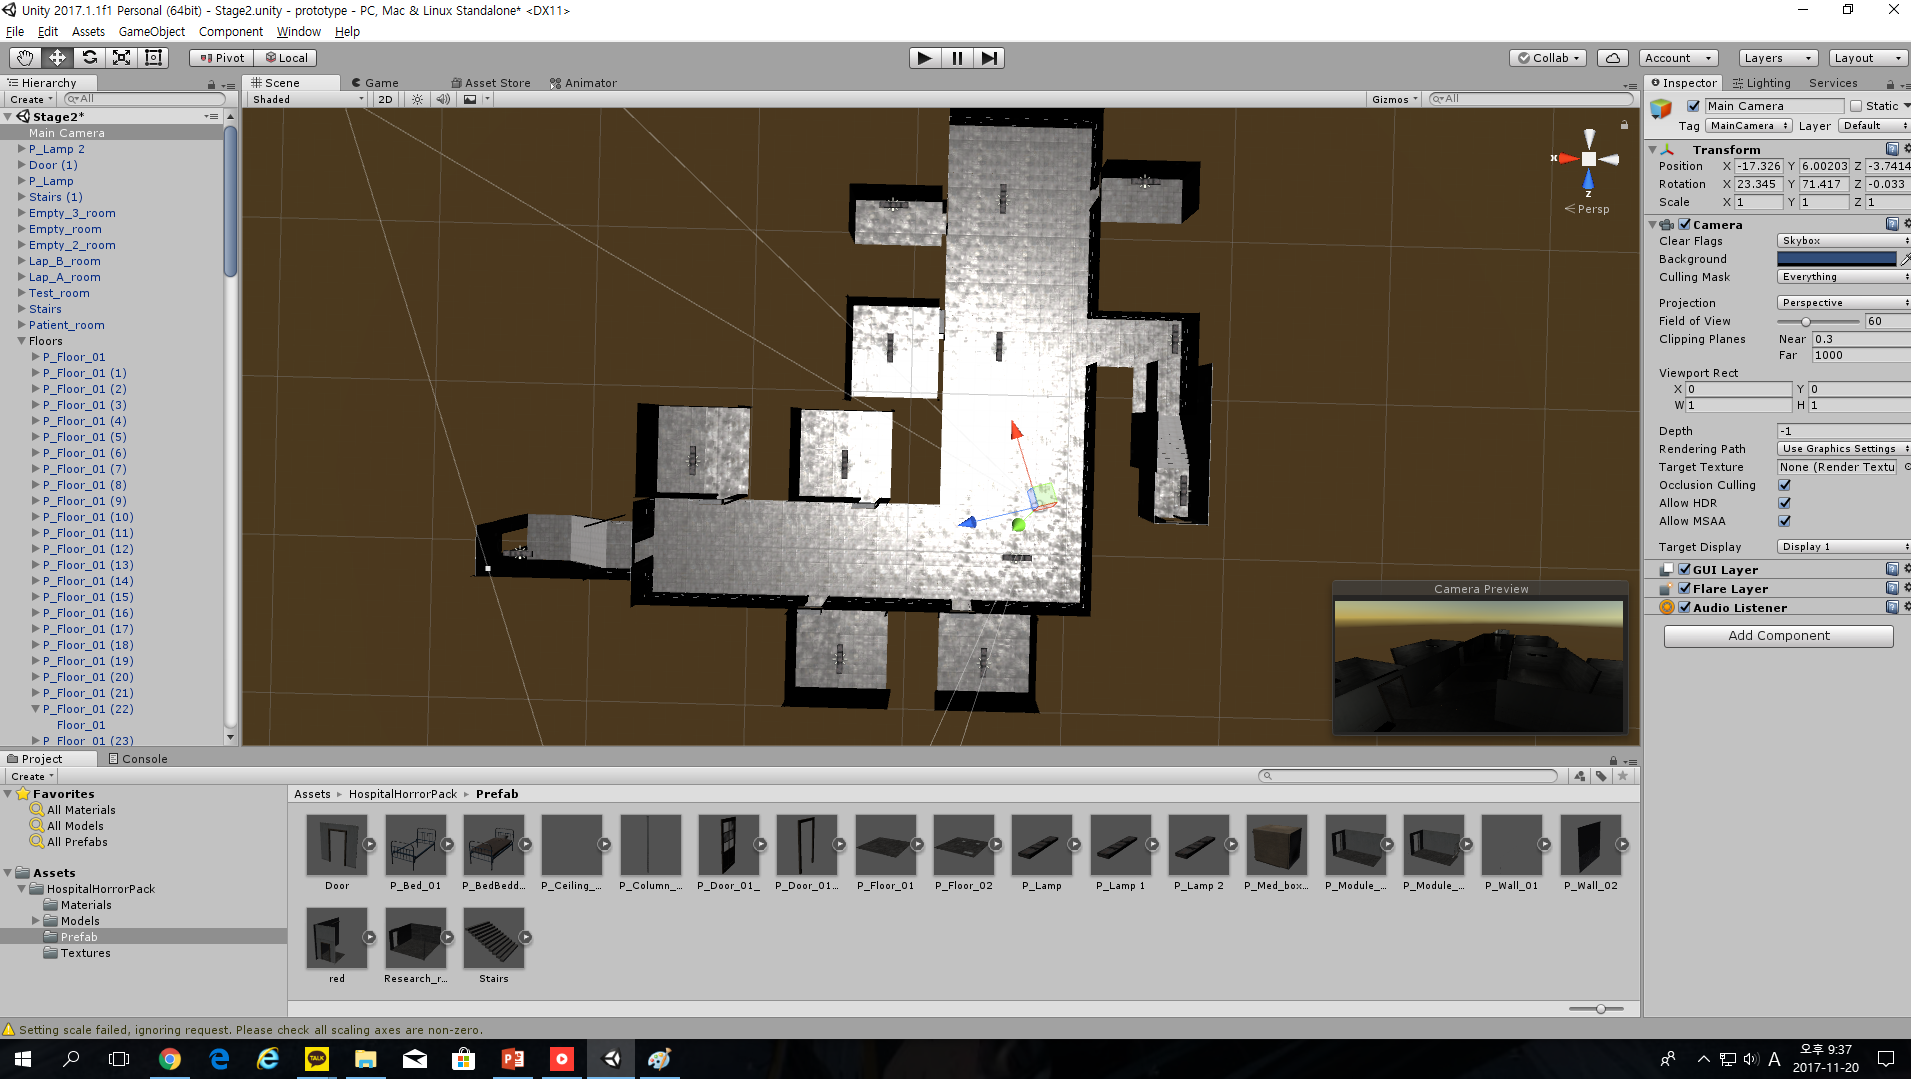 Unity 2017.1.1f1 Personal (64bit) - Stage2.unity - prototype - PC, Mac & Linux Standalone* <DX11>
File Edit Assets GameObject Component Window Help
Pivot Local Collab Account Layers Layout
Hierarchy
Create All
Stage2*
Main Camera
P_Lamp 2
Door (1)
P_Lamp
Stairs (1)
Empty_3_room
Empty_room
Empty_2_room
Lap_B_room
Lap_A_room
Test_room
Stairs
Patient_room
Floors
P_Floor_01
P_Floor_01 (1)
P_Floor_01 (2)
P_Floor_01 (3)
P_Floor_01 (4)
P_Floor_01 (5)
P_Floor_01 (6)
P_Floor_01 (7)
P_Floor_01 (8)
P_Floor_01 (9)
P_Floor_01 (10)
P_Floor_01 (11)
P_Floor_01 (12)
P_Floor_01 (13)
P_Floor_01 (14)
P_Floor_01 (15)
P_Floor_01 (16)
P_Floor_01 (17)
P_Floor_01 (18)
P_Floor_01 (19)
P_Floor_01 (20)
P_Floor_01 (21)
P_Floor_01 (22)
Floor_01
P_Floor_01 (23)
Scene Game Asset Store Animator
Shaded 2D Gizmos All
x
z
Persp
Camera Preview
Inspector Lighting Services
Main Camera Static
Tag MainCamera Layer Default
Transform
Position X -17.326 Y 6.00203 Z -3.7414
Rotation X 23.345 Y 71.417 Z -0.033
Scale X 1 Y 1 Z 1
Camera
Clear Flags Skybox
Background
Culling Mask Everything
Projection Perspective
Field of View 60
Clipping Planes Near 0.3
Far 1000
Viewport Rect
X 0 Y 0
W 1 H 1
Depth -1
Rendering Path Use Graphics Settings
Target Texture None (Render Textu
Occlusion Culling
Allow HDR
Allow MSAA
Target Display Display 1
GUI Layer
Flare Layer
Audio Listener
Add Component
Project Console
Create
Favorites
All Materials
All Models
All Prefabs
Assets
HospitalHorrorPack
Materials
Models
Prefab
Textures
Assets HospitalHorrorPack Prefab
Door P_Bed_01 P_BedBedd... P_Ceiling_... P_Column_... P_Door_01_ P_Door_01... P_Floor_01 P_Floor_02 P_Lamp P_Lamp 1 P_Lamp 2 P_Med_box... P_Module_... P_Module_... P_Wall_01 P_Wall_02
red Research_r... Stairs
Setting scale failed, ignoring request. Please check all scaling axes are non-zero.
TALK
A
오후 9:37
2017-11-20